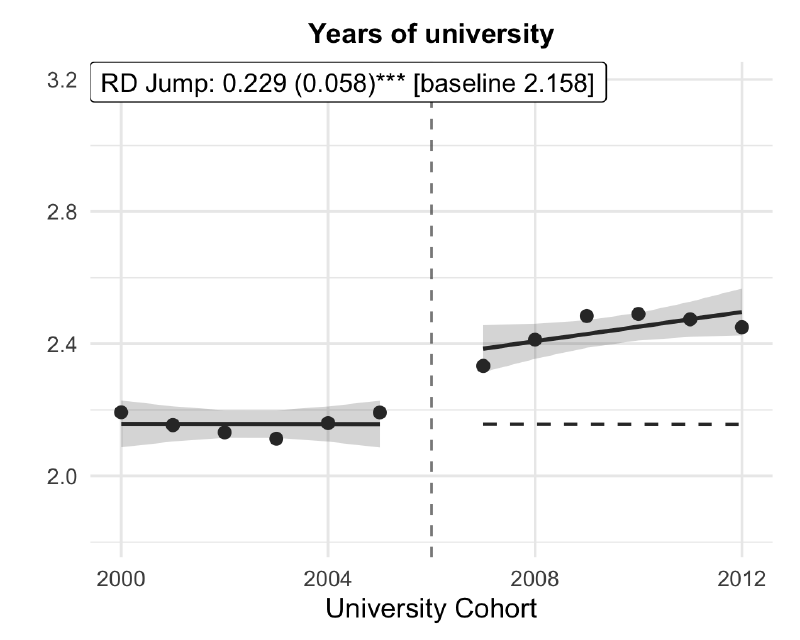 Years of university
RD Jump: 0.229 (0.058)*** [baseline 2.158]
3.2
2.8
2.4
2.0
2000 2004 2008 2012
University Cohort